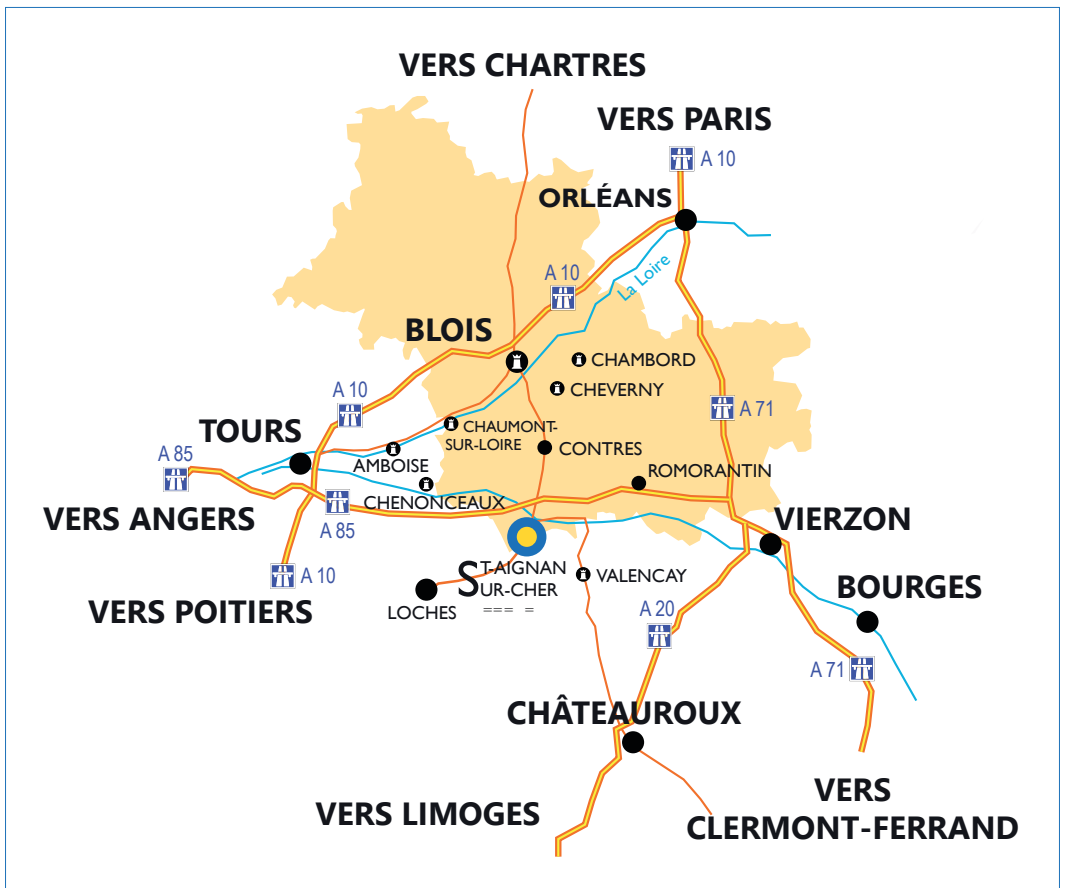 VERS CHARTRES
VERS PARIS
A 10
ORLÉANS
La Loire
A 10
BLOIS
CHAMBORD
CHEVERNY
A 10
A 71
TOURS
CHAUMONT-
SUR-LOIRE
CONTRES
A 85
AMBOISE
ROMORANTIN
CHENONCEAUX
VERS ANGERS
A 85
VIERZON
ST-AIGNAN
SUR-CHER
=== =
A 10
VALENCAY
BOURGES
VERS POITIERS
LOCHES
A 20
A 71
CHÂTEAUROUX
VERS LIMOGES
VERS
CLERMONT-FERRAND